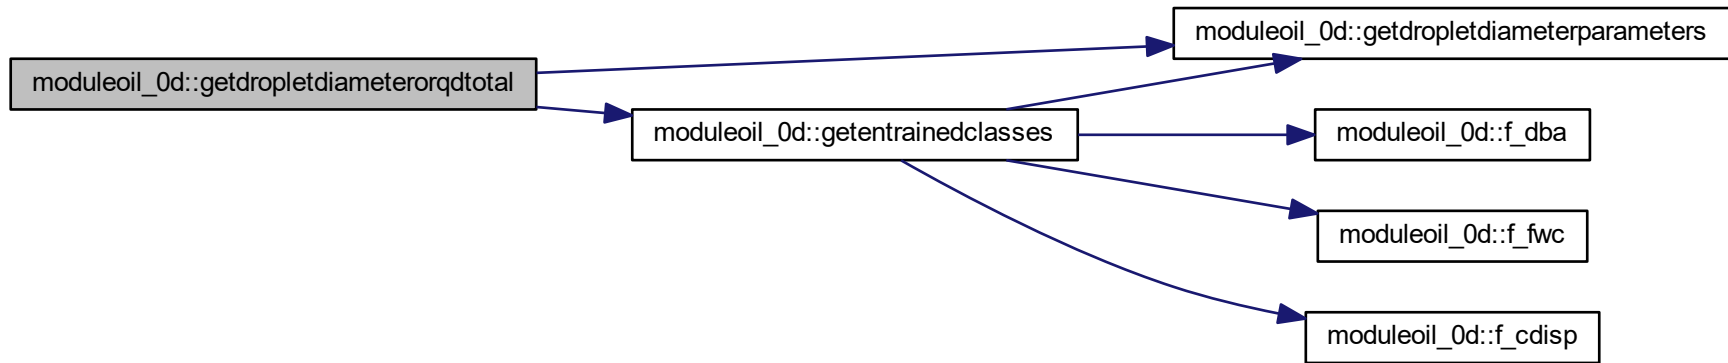 moduleoil_0d::getdropletdiameterorqdtotal
moduleoil_0d::getentrainedclasses
moduleoil_0d::getdropletdiameterparameters
moduleoil_0d::f_dba
moduleoil_0d::f_fwc
moduleoil_0d::f_cdisp